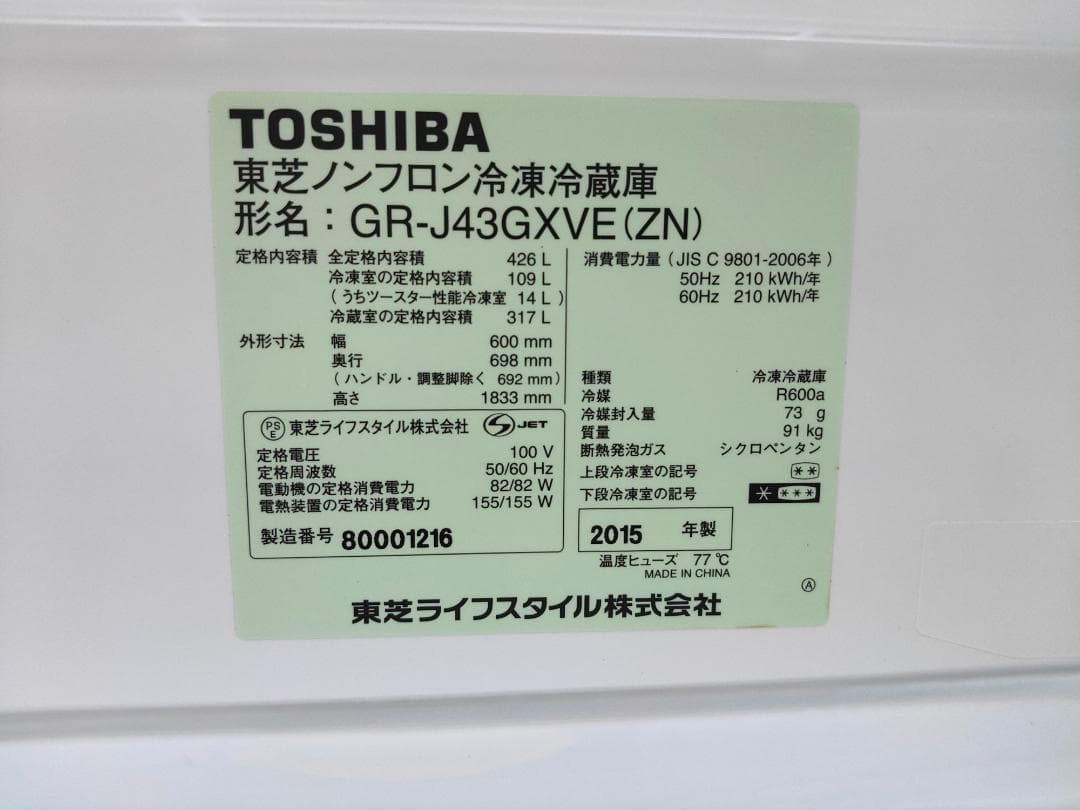 TOSHIBA
東芝ノンフロン冷凍冷蔵庫
形名：GR-J43GXVE(ZN)
定格内容積 全定格内容積 426 L
冷凍室の定格内容積 109 L
(うちツースター性能冷凍室 14 L )
冷蔵室の定格内容積 317 L
外形寸法 幅 600 mm
奥行 698 mm
(ハンドル・調整脚除く 692 mm)
高さ 1833 mm
消費電力量 (JIS C 9801-2006年)
50Hz 210 kWh/年
60Hz 210 kWh/年
種類 冷凍冷蔵庫
冷媒 R600a
冷媒封入量 73 g
質量 91 kg
断熱発泡ガス シクロペンタン
上段冷凍室の記号 **
下段冷凍室の記号 * ***
PSE 東芝ライフスタイル株式会社 S JET
定格電圧 100 V
定格周波数 50/60 Hz
電動機の定格消費電力 82/82 W
電熱装置の定格消費電力 155/155 W
製造番号 80001216
2015 年製
温度ヒューズ 77 ℃
MADE IN CHINA
Ⓐ
東芝ライフスタイル株式会社